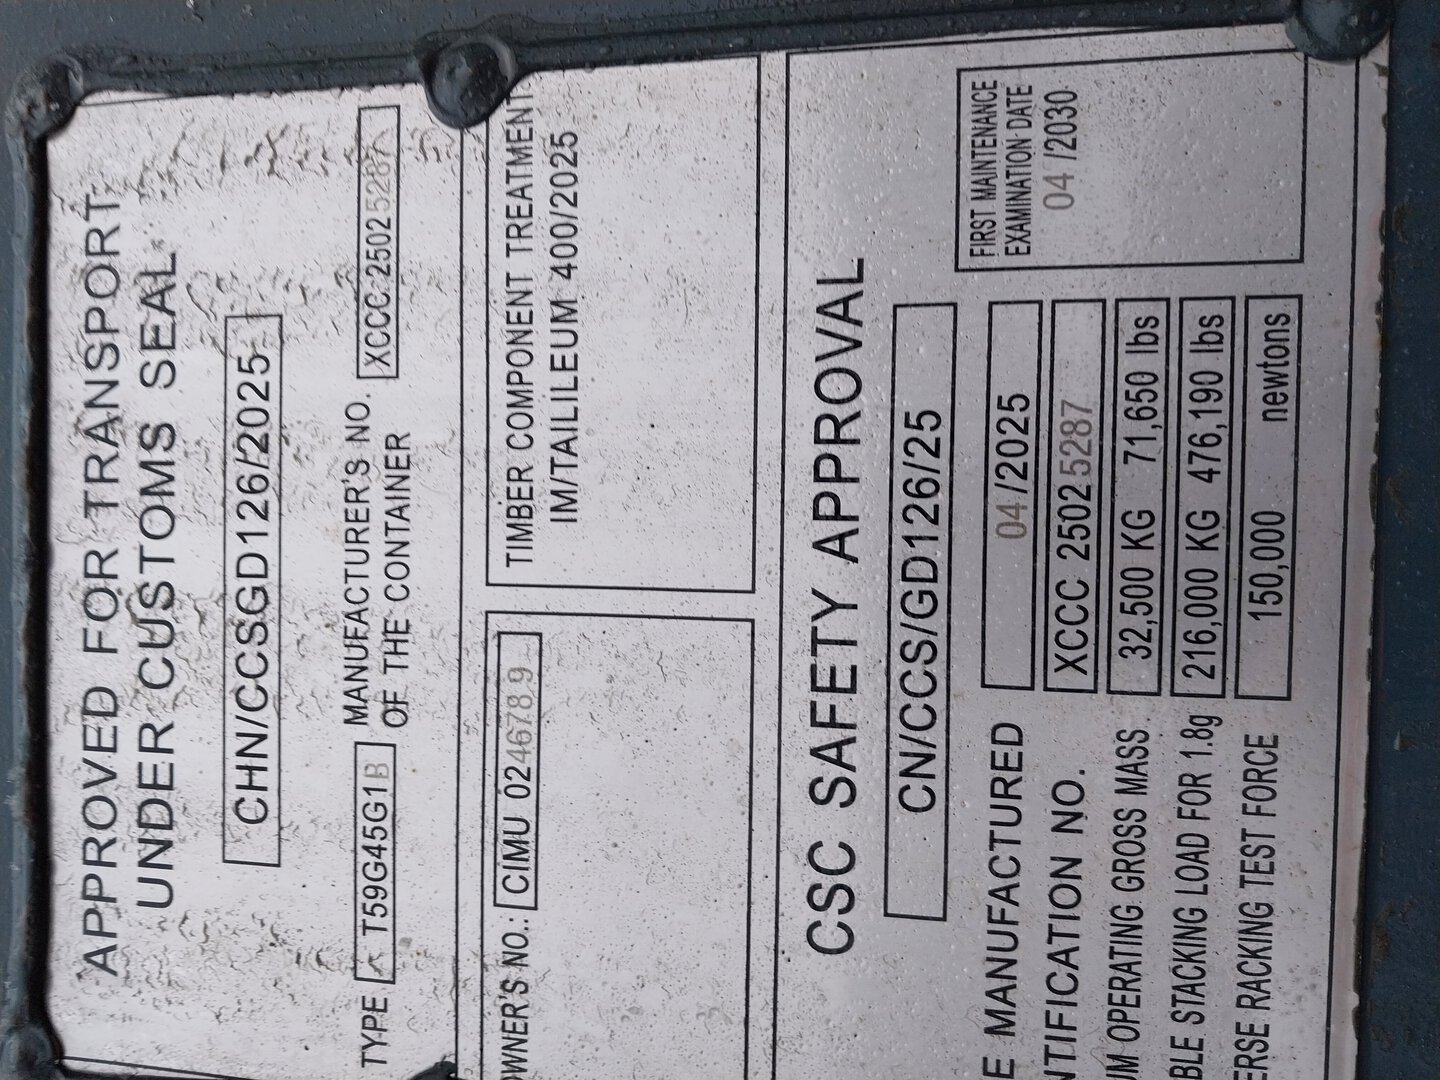 APPROVED FOR TRANSPORT
UNDER CUSTOMS SEAL
CHN/CCSGD126/2025
TYPE T59G45G1B MANUFACTURER'S NO. XCCC 25025287
OF THE CONTAINER
OWNER'S NO.: CIMU 024678 9
TIMBER COMPONENT TREATMENT
IM/TAILILEUM 400/2025
CSC SAFETY APPROVAL
CN/CCS/GD126/25
E MANUFACTURED 04/2025
NTIFICATION NO. XCCC 25025287
UM OPERATING GROSS MASS 32,500 KG 71,650 lbs
BLE STACKING LOAD FOR 1.8g 216,000 KG 476,190 lbs
ERSE RACKING TEST FORCE 150,000 newtons
FIRST MAINTENANCE
EXAMINATION DATE
04 /2030